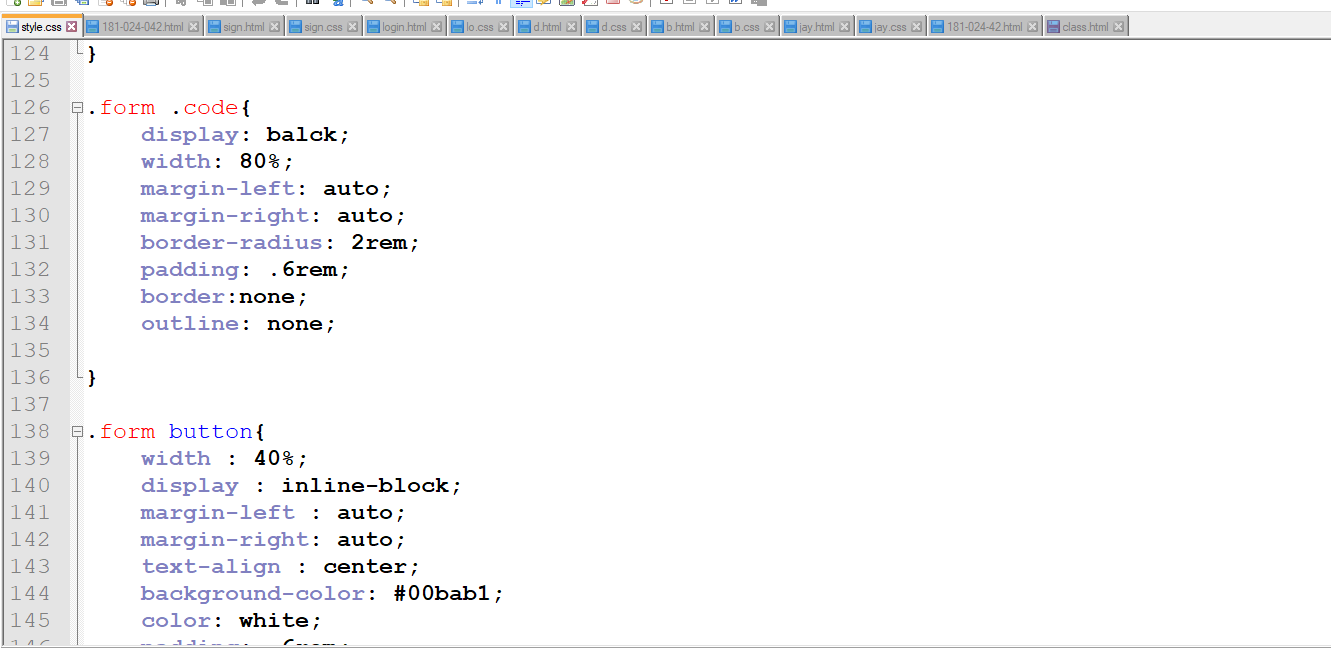 style.css 181-024-042.html sign.html sign.css login.html lo.css d.html d.css b.html b.css jay.html jay.css 181-024-42.html class.html
124 }
125
126 .form .code{
127 display: balck;
128 width: 80%;
129 margin-left: auto;
130 margin-right: auto;
131 border-radius: 2rem;
132 padding: .6rem;
133 border:none;
134 outline: none;
135
136 }
137
138 .form button{
139 width : 40%;
140 display : inline-block;
141 margin-left : auto;
142 margin-right: auto;
143 text-align : center;
144 background-color: #00bab1;
145 color: white;